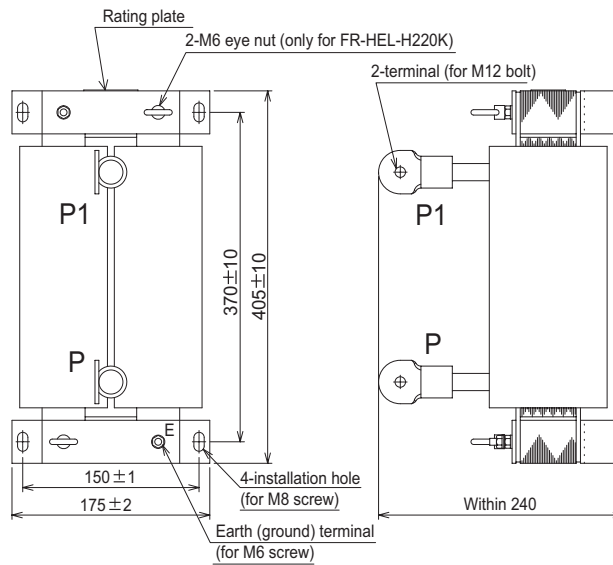 Rating plate
2-M6 eye nut (only for FR-HEL-H220K)
2-terminal (for M12 bolt)
P1
P1
370±10
405±10
P
P
E
150±1
4-installation hole
(for M8 screw)
175±2
Within 240
Earth (ground) terminal
(for M6 screw)